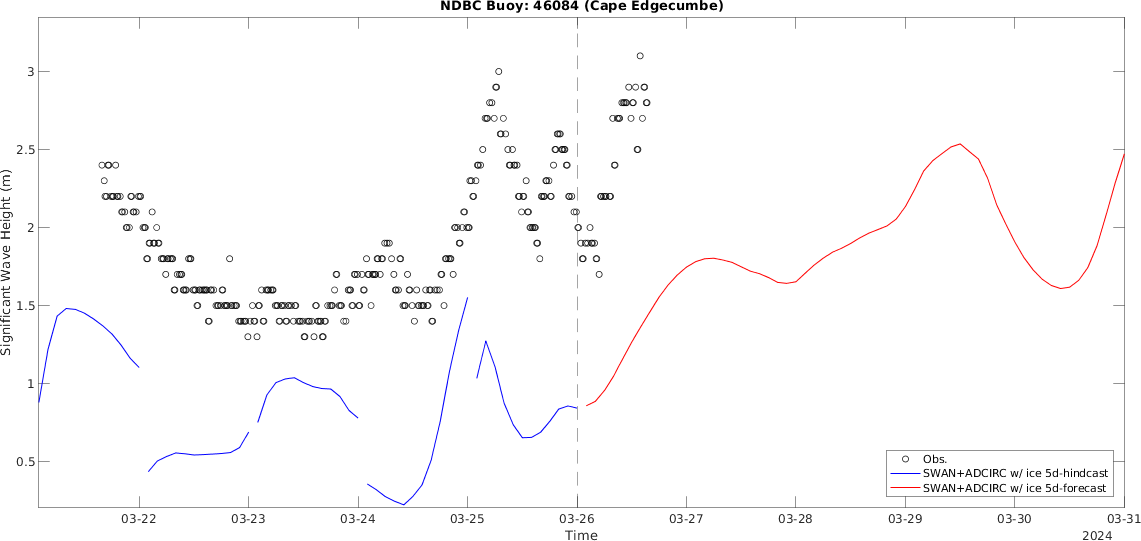 NDBC Buoy: 46084 (Cape Edgecumbe)
Significant Wave Height (m)
3
2.5
2
1.5
1
0.5
Obs.
SWAN+ADCIRC w/ ice 5d-hindcast
SWAN+ADCIRC w/ ice 5d-forecast
03-22 03-23 03-24 03-25 03-26 03-27 03-28 03-29 03-30 03-31
Time
2024